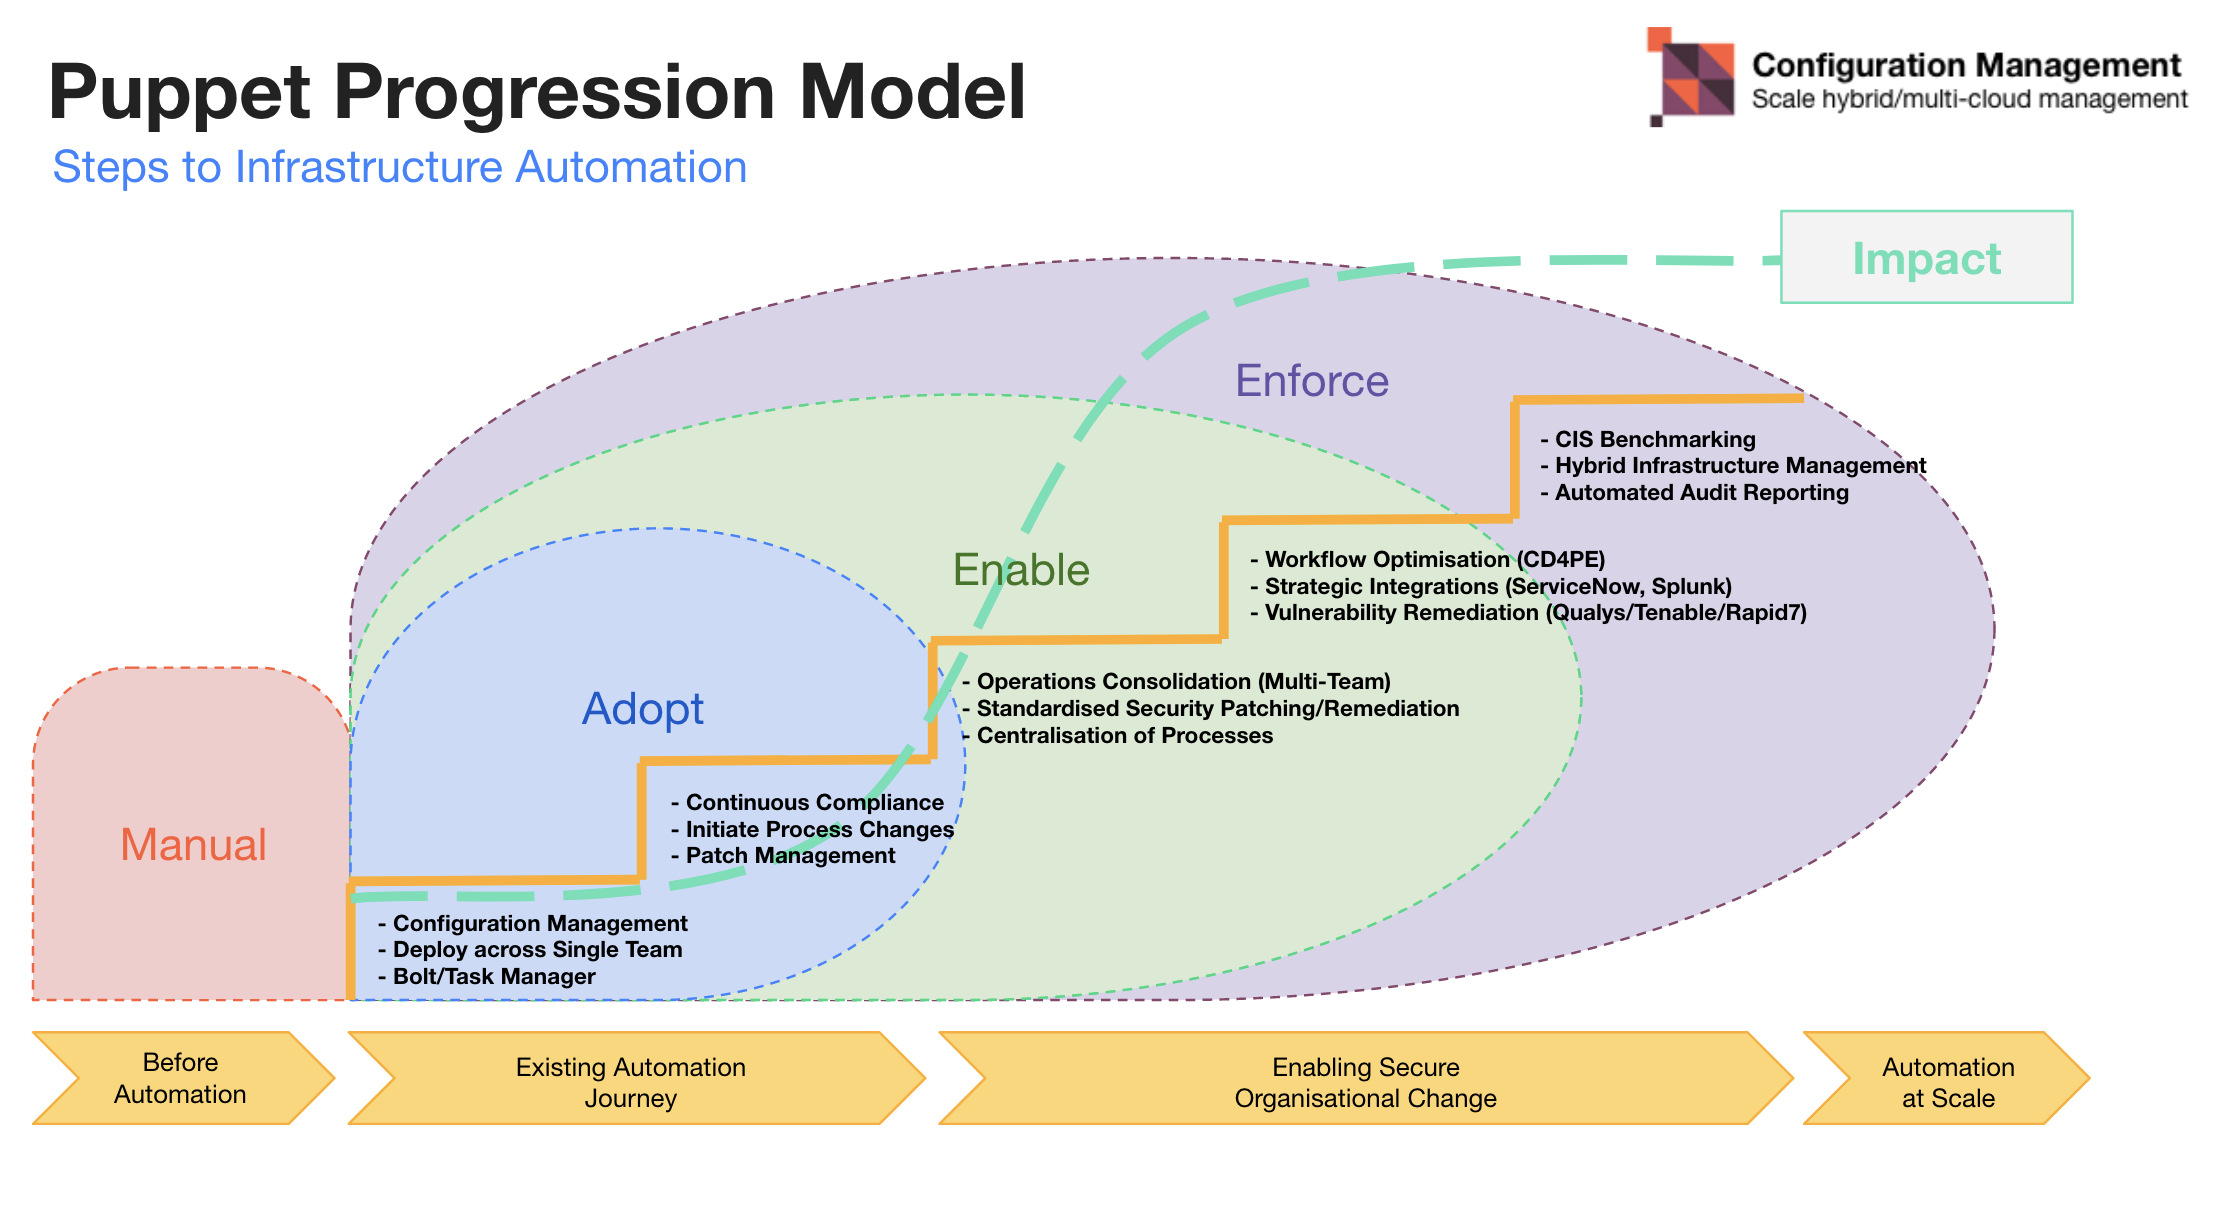 Puppet Progression Model
Steps to Infrastructure Automation
Configuration Management
Scale hybrid/multi-cloud management
Impact
Enforce
- CIS Benchmarking
- Hybrid Infrastructure Management
- Automated Audit Reporting
Enable
- Workflow Optimisation (CD4PE)
- Strategic Integrations (ServiceNow, Splunk)
- Vulnerability Remediation (Qualys/Tenable/Rapid7)
Adopt
- Operations Consolidation (Multi-Team)
- Standardised Security Patching/Remediation
- Centralisation of Processes
Manual
- Continuous Compliance
- Initiate Process Changes
- Patch Management
- Configuration Management
- Deploy across Single Team
- Bolt/Task Manager
Before
Automation
Existing Automation
Journey
Enabling Secure
Organisational Change
Automation
at Scale